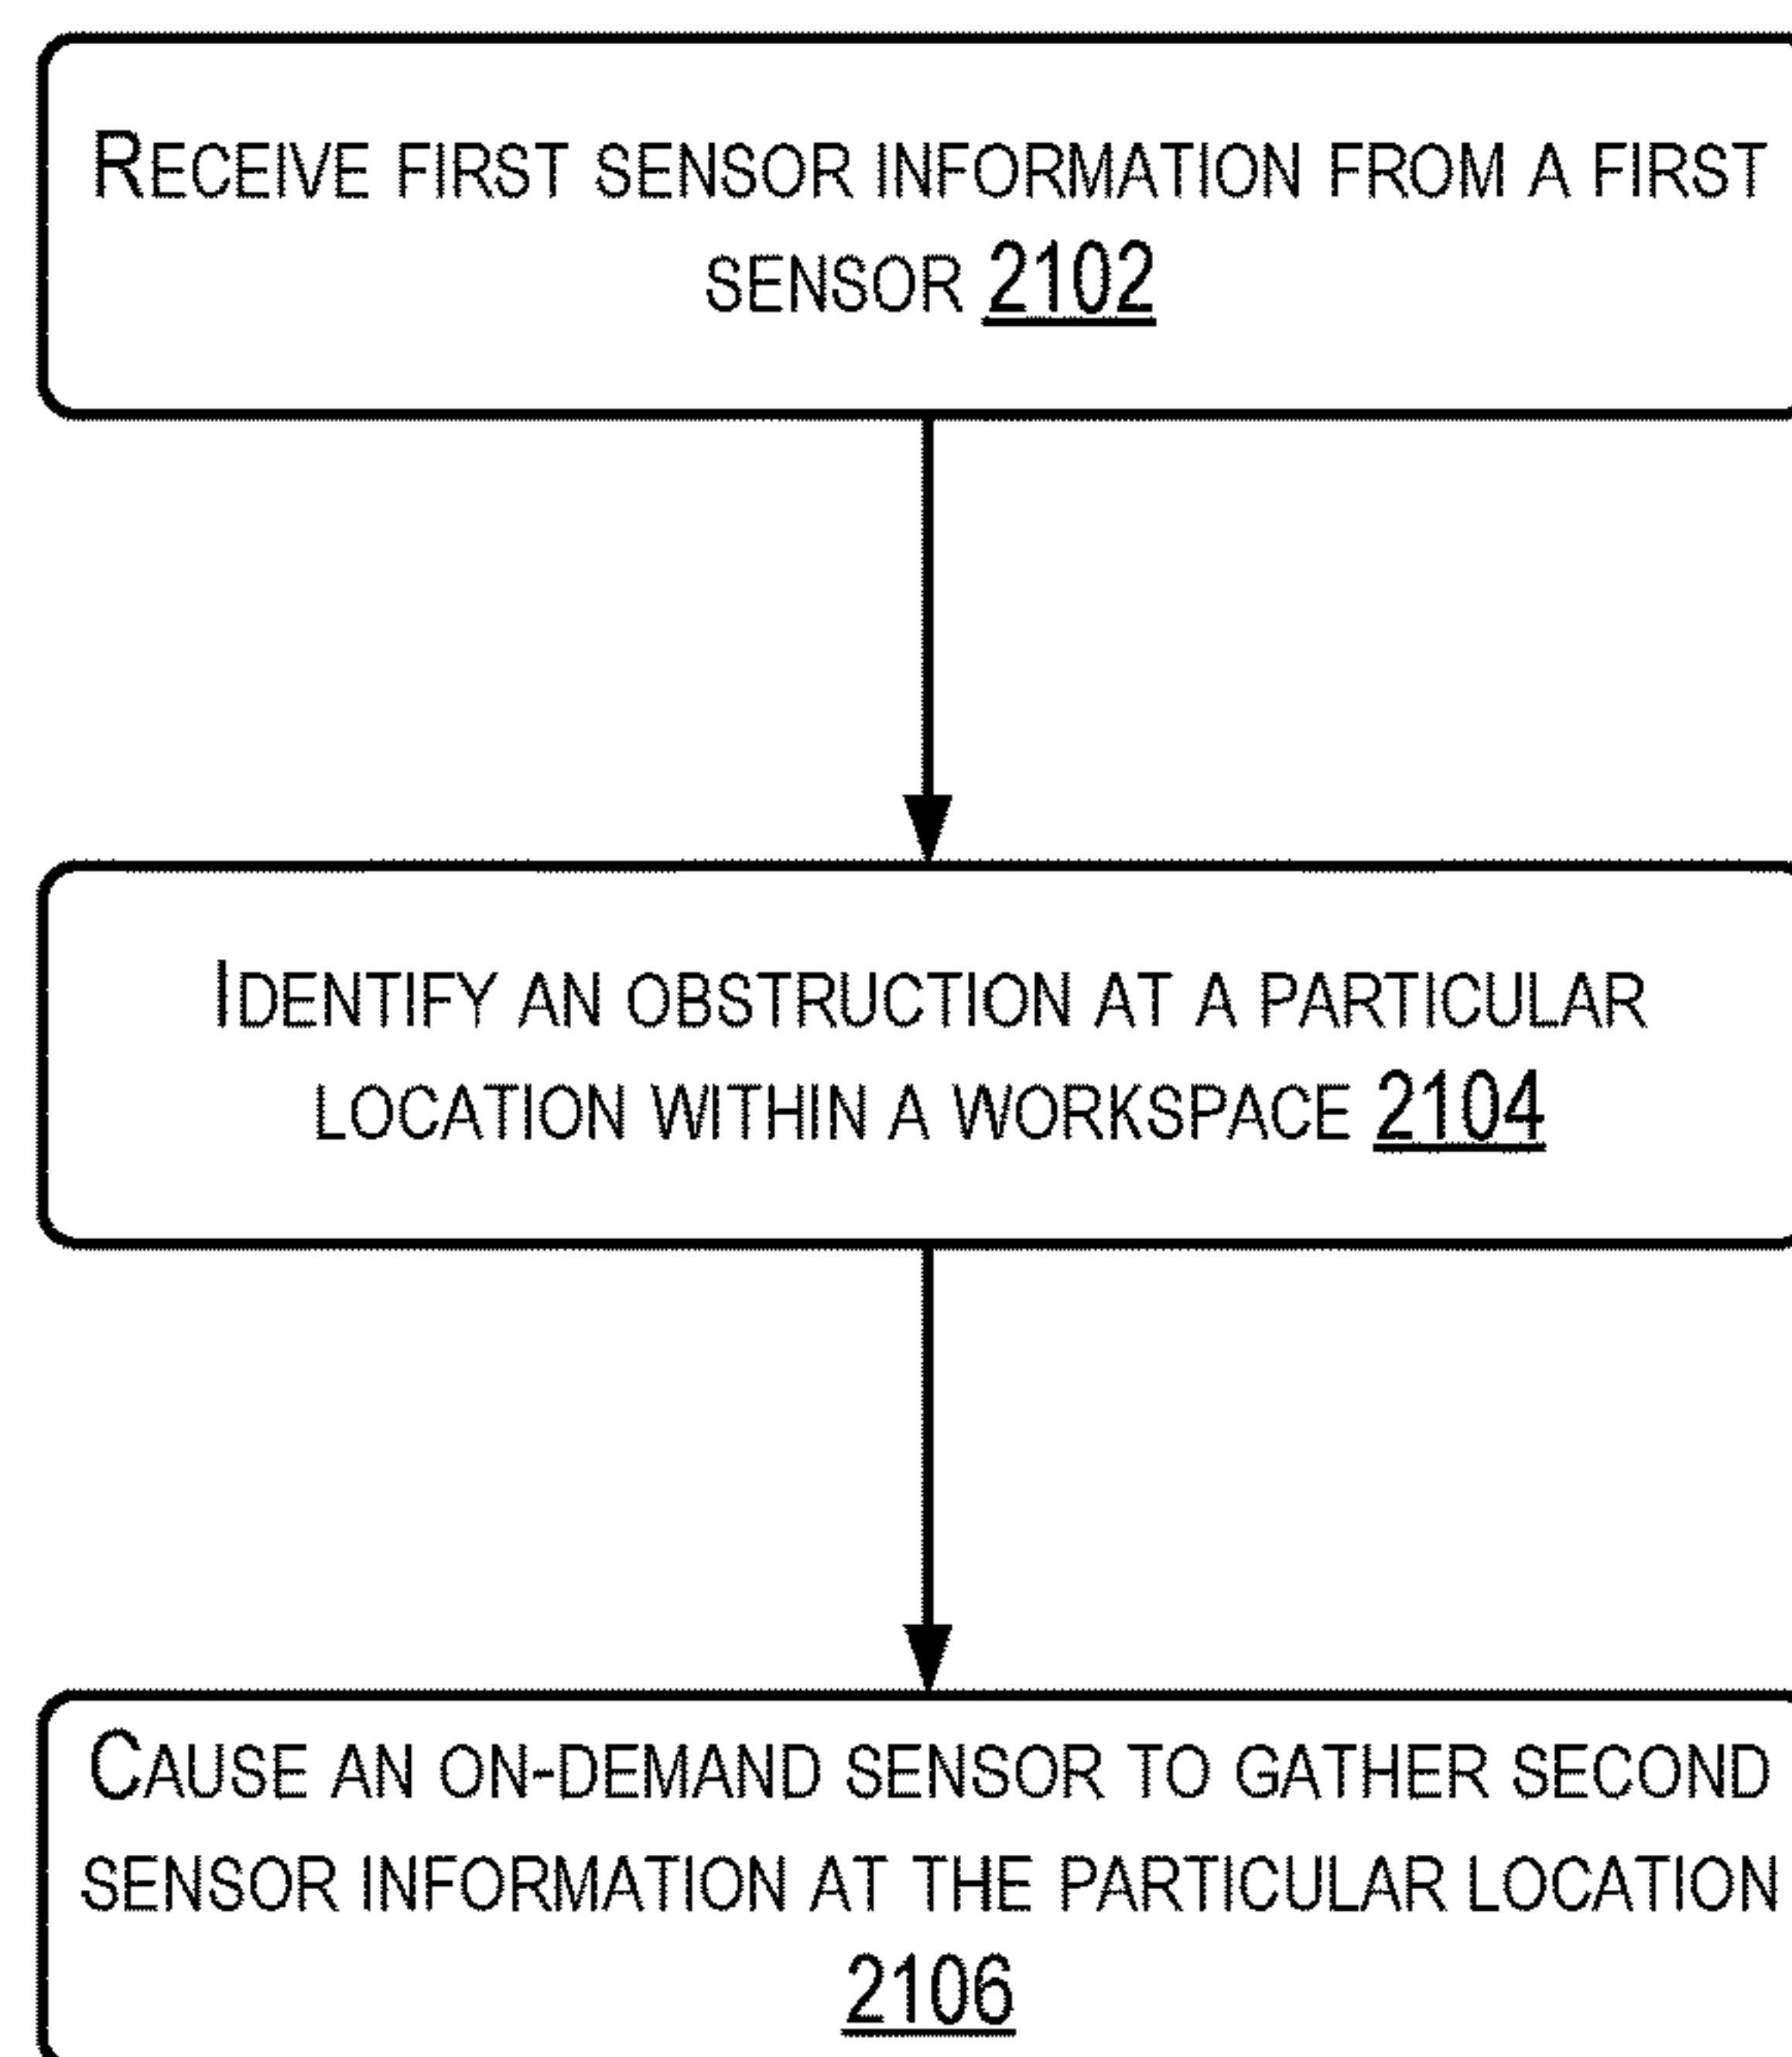 RECEIVE FIRST SENSOR INFORMATION FROM A FIRST
SENSOR 2102
IDENTIFY AN OBSTRUCTION AT A PARTICULAR
LOCATION WITHIN A WORKSPACE 2104
CAUSE AN ON-DEMAND SENSOR TO GATHER SECOND
SENSOR INFORMATION AT THE PARTICULAR LOCATION
2106